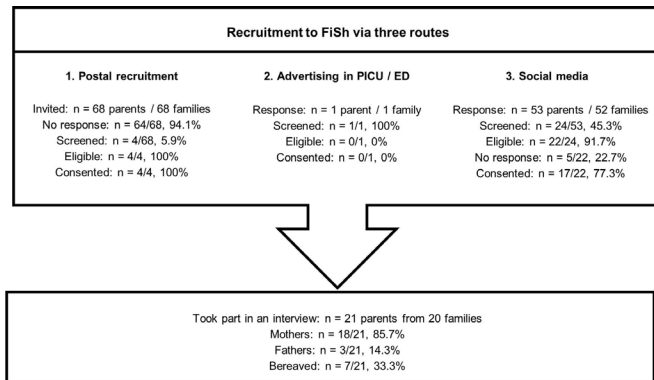 Recruitment to FiSh via three routes
1. Postal recruitment
Invited: n = 68 parents / 68 families
No response: n = 64/68, 94.1%
Screened: n = 4/68, 5.9%
Eligible: n = 4/4, 100%
Consented: n = 4/4, 100%
2. Advertising in PICU / ED
Response: n = 1 parent / 1 family
Screened: n = 1/1, 100%
Eligible: n = 0/1, 0%
Consented: n = 0/1, 0%
3. Social media
Response: n = 53 parents / 52 families
Screened: n = 24/53, 45.3%
Eligible: n = 22/24, 91.7%
No response: n = 5/22, 22.7%
Consented: n = 17/22, 77.3%
Took part in an interview: n = 21 parents from 20 families
Mothers: n = 18/21, 85.7%
Fathers: n = 3/21, 14.3%
Bereaved: n = 7/21, 33.3%